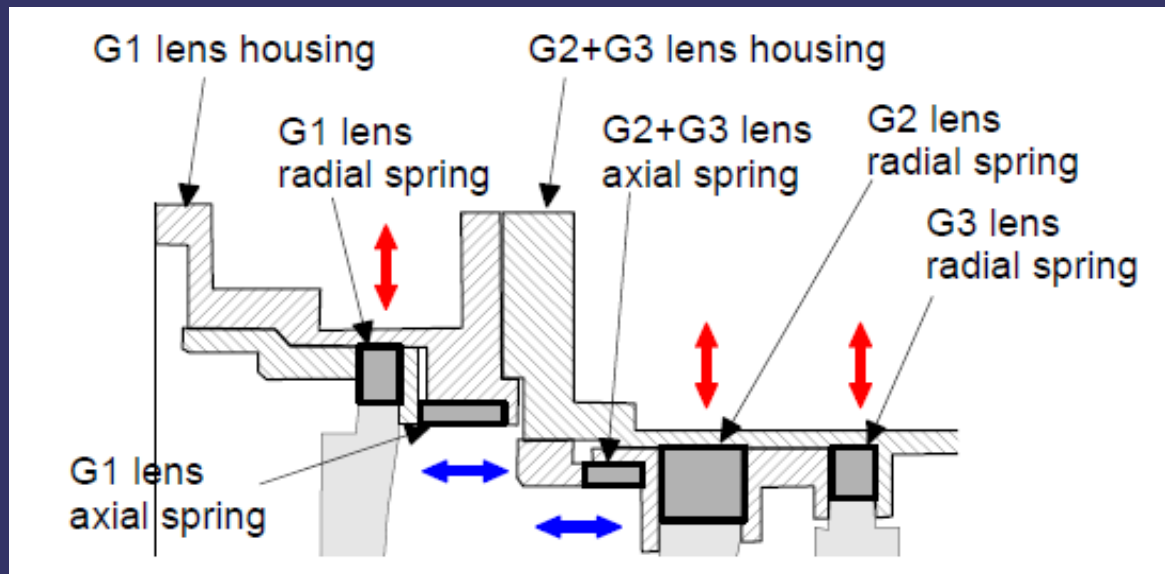 G1 lens housing
G2+G3 lens housing
G1 lens
radial spring
G2+G3 lens
axial spring
G2 lens
radial spring
G3 lens
radial spring
G1 lens
axial spring